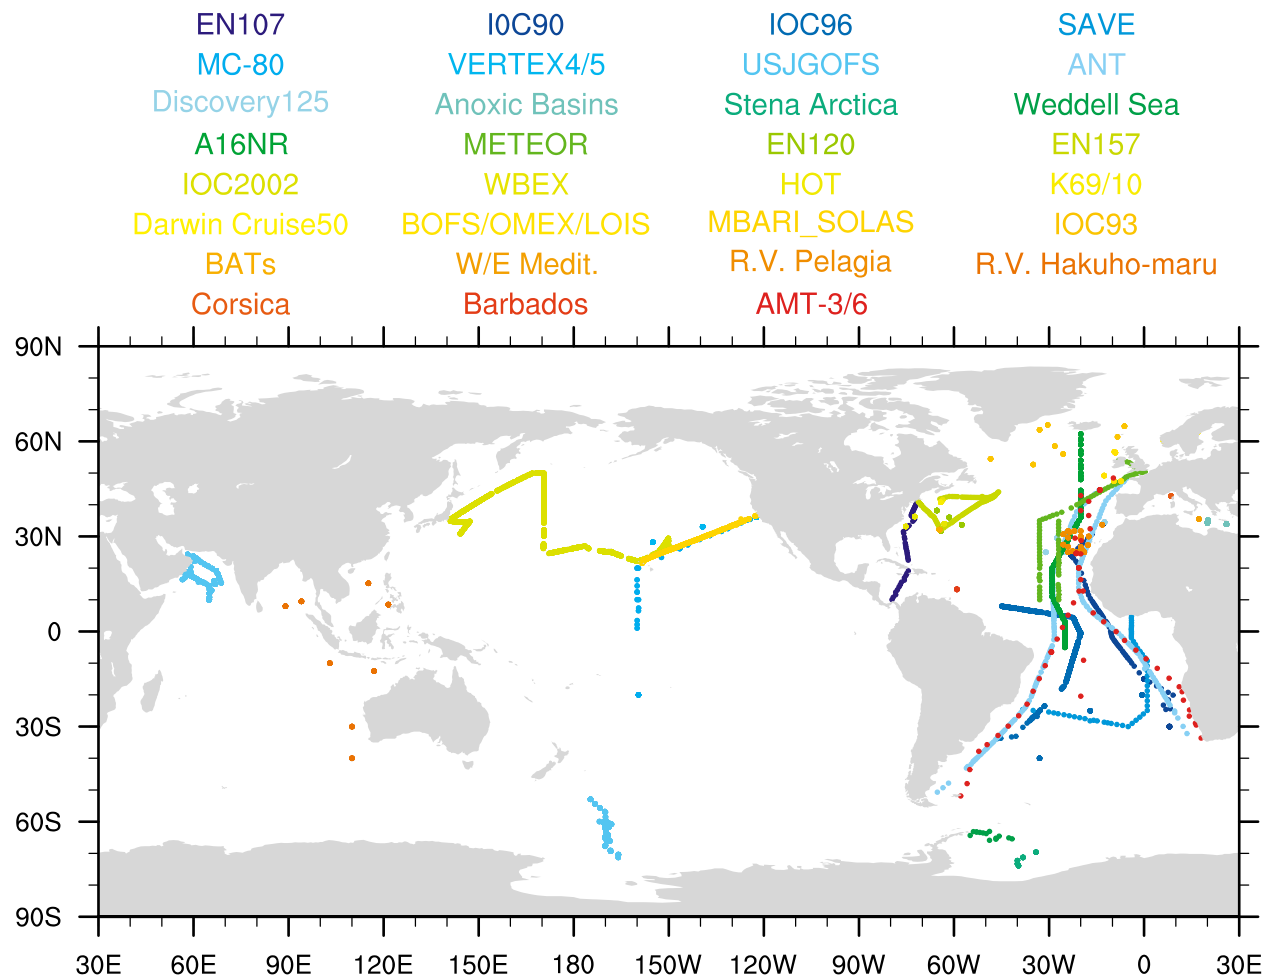 EN107 I0C90 IOC96 SAVE
MC-80 VERTEX4/5 USJGOFS ANT
Discovery125 Anoxic Basins Stena Arctica Weddell Sea
A16NR METEOR EN120 EN157
IOC2002 WBEX HOT K69/10
Darwin Cruise50 BOFS/OMEX/LOIS MBARI_SOLAS IOC93
BATs W/E Medit. R.V. Pelagia R.V. Hakuho-maru
Corsica Barbados AMT-3/6
90N
60N
30N
0
30S
60S
90S
30E 60E 90E 120E 150E 180 150W 120W 90W 60W 30W 0 30E